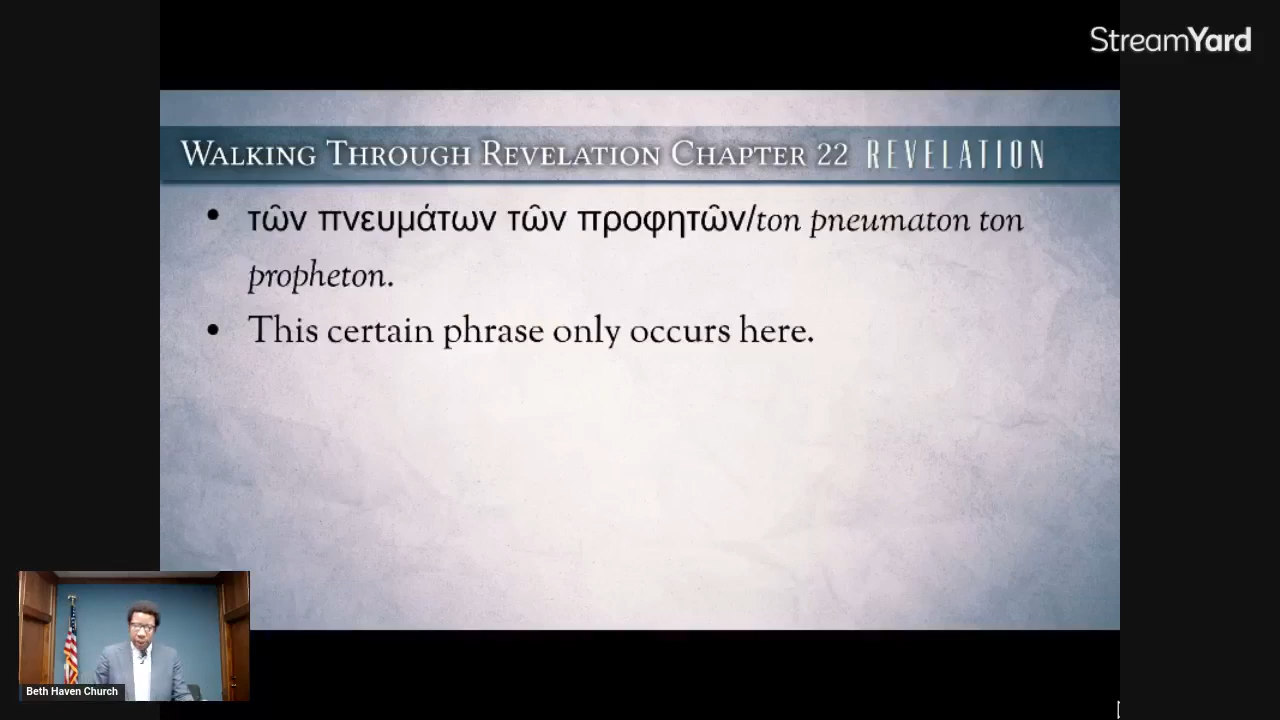 StreamYard
Walking Through Revelation Chapter 22 REVELATION
• τῶν πνευμάτων τῶν προφητῶν/ton pneumaton ton
propheton.
• This certain phrase only occurs here.
Beth Haven Church